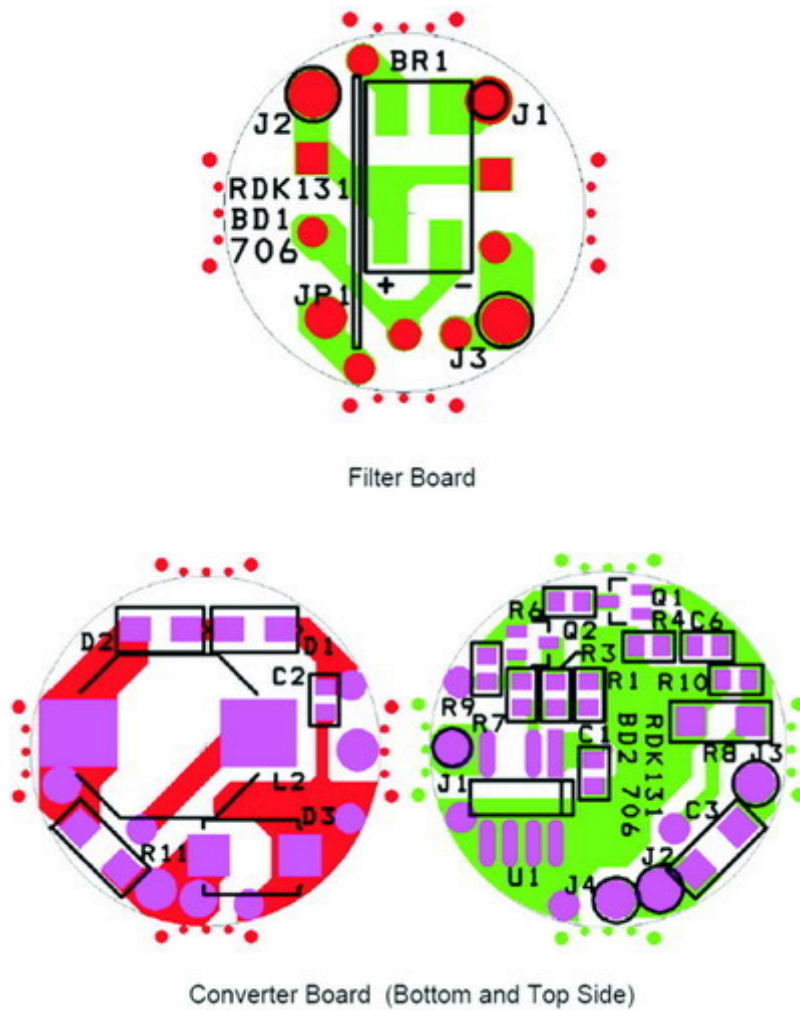 BR1
J2
J1
RDK131
BD1
706
+ -
JP1
J3
Filter Board
D2
D1
C2
L2
D3
R11
Q1
R6
R4 C6
Q2
R3
R1
R10
R9
R7
C1
RDK131
BD2 706
R8
J3
J1
C3
J2
U1
J4
Converter Board (Bottom and Top Side)